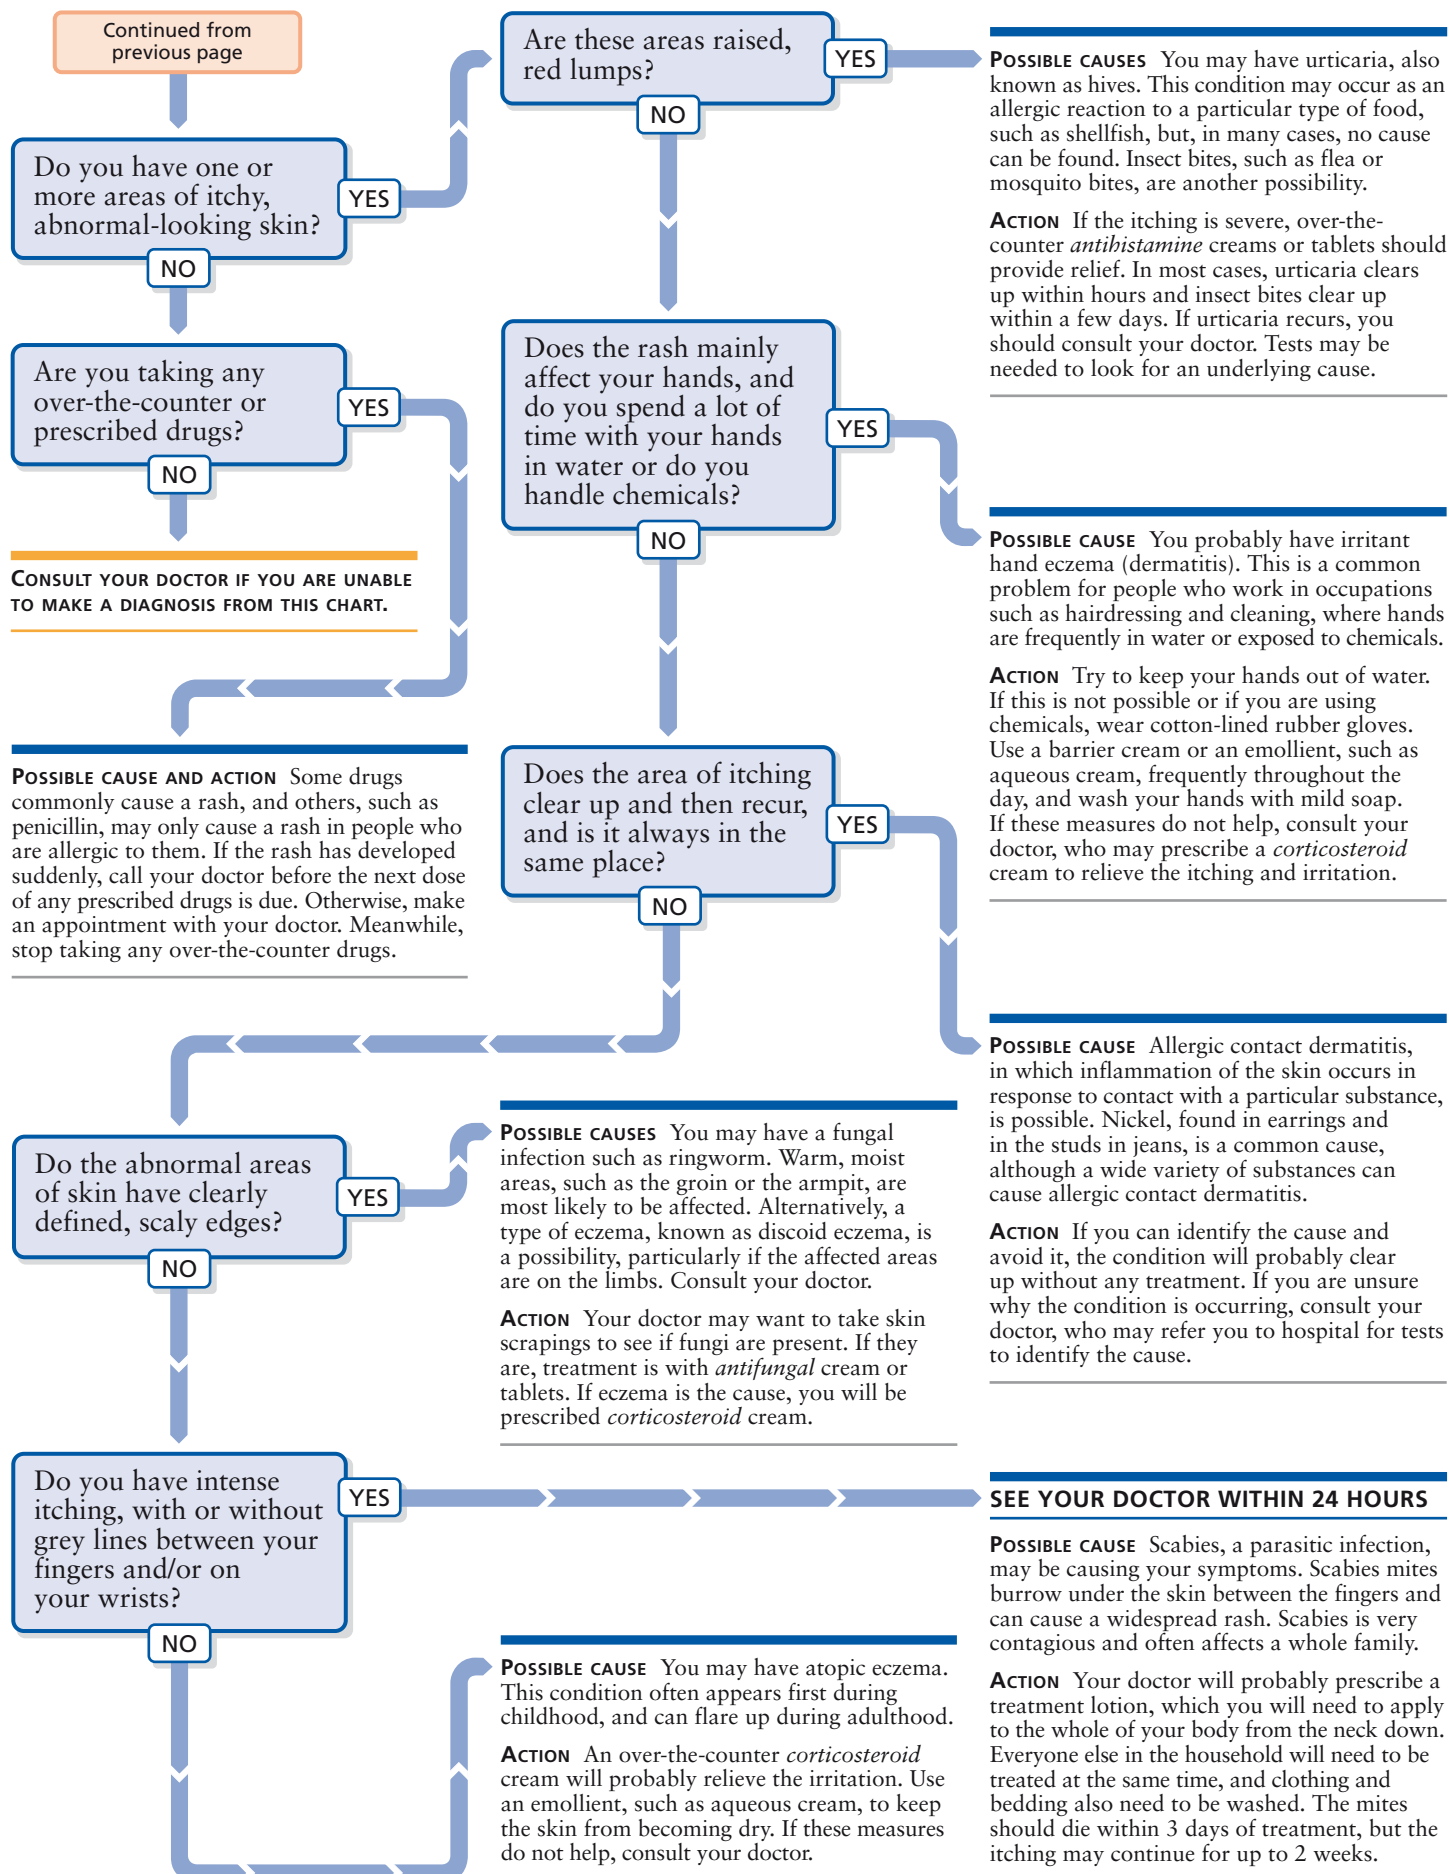 Continued from
previous page
Do you have one or
more areas of itchy,
abnormal-looking skin?
YES
NO
Are you taking any
over-the-counter or
prescribed drugs?
YES
NO
CONSULT YOUR DOCTOR IF YOU ARE UNABLE
TO MAKE A DIAGNOSIS FROM THIS CHART.
POSSIBLE CAUSE AND ACTION Some drugs
commonly cause a rash, and others, such as
penicillin, may only cause a rash in people who
are allergic to them. If the rash has developed
suddenly, call your doctor before the next dose
of any prescribed drugs is due. Otherwise, make
an appointment with your doctor. Meanwhile,
stop taking any over-the-counter drugs.
Are these areas raised,
red lumps?
YES
NO
POSSIBLE CAUSES You may have urticaria, also
known as hives. This condition may occur as an
allergic reaction to a particular type of food,
such as shellfish, but, in many cases, no cause
can be found. Insect bites, such as flea or
mosquito bites, are another possibility.
ACTION If the itching is severe, over-the-
counter antihistamine creams or tablets should
provide relief. In most cases, urticaria clears
up within hours and insect bites clear up
within a few days. If urticaria recurs, you
should consult your doctor. Tests may be
needed to look for an underlying cause.
Does the rash mainly
affect your hands, and
do you spend a lot of
time with your hands
in water or do you
handle chemicals?
YES
NO
POSSIBLE CAUSE You probably have irritant
hand eczema (dermatitis). This is a common
problem for people who work in occupations
such as hairdressing and cleaning, where hands
are frequently in water or exposed to chemicals.
ACTION Try to keep your hands out of water.
If this is not possible or if you are using
chemicals, wear cotton-lined rubber gloves.
Use a barrier cream or an emollient, such as
aqueous cream, frequently throughout the
day, and wash your hands with mild soap.
If these measures do not help, consult your
doctor, who may prescribe a corticosteroid
cream to relieve the itching and irritation.
Does the area of itching
clear up and then recur,
and is it always in the
same place?
YES
NO
POSSIBLE CAUSE Allergic contact dermatitis,
in which inflammation of the skin occurs in
response to contact with a particular substance,
is possible. Nickel, found in earrings and
in the studs in jeans, is a common cause,
although a wide variety of substances can
cause allergic contact dermatitis.
ACTION If you can identify the cause and
avoid it, the condition will probably clear
up without any treatment. If you are unsure
why the condition is occurring, consult your
doctor, who may refer you to hospital for tests
to identify the cause.
Do the abnormal areas
of skin have clearly
defined, scaly edges?
YES
NO
POSSIBLE CAUSES You may have a fungal
infection such as ringworm. Warm, moist
areas, such as the groin or the armpit, are
most likely to be affected. Alternatively, a
type of eczema, known as discoid eczema, is
a possibility, particularly if the affected areas
are on the limbs. Consult your doctor.
ACTION Your doctor may want to take skin
scrapings to see if fungi are present. If they
are, treatment is with antifungal cream or
tablets. If eczema is the cause, you will be
prescribed corticosteroid cream.
Do you have intense
itching, with or without
grey lines between your
fingers and/or on
your wrists?
YES
NO
SEE YOUR DOCTOR WITHIN 24 HOURS
POSSIBLE CAUSE Scabies, a parasitic infection,
may be causing your symptoms. Scabies mites
burrow under the skin between the fingers and
can cause a widespread rash. Scabies is very
contagious and often affects a whole family.
ACTION Your doctor will probably prescribe a
treatment lotion, which you will need to apply
to the whole of your body from the neck down.
Everyone else in the household will need to be
treated at the same time, and clothing and
bedding also need to be washed. The mites
should die within 3 days of treatment, but the
itching may continue for up to 2 weeks.
POSSIBLE CAUSE You may have atopic eczema.
This condition often appears first during
childhood, and can flare up during adulthood.
ACTION An over-the-counter corticosteroid
cream will probably relieve the irritation. Use
an emollient, such as aqueous cream, to keep
the skin from becoming dry. If these measures
do not help, consult your doctor.